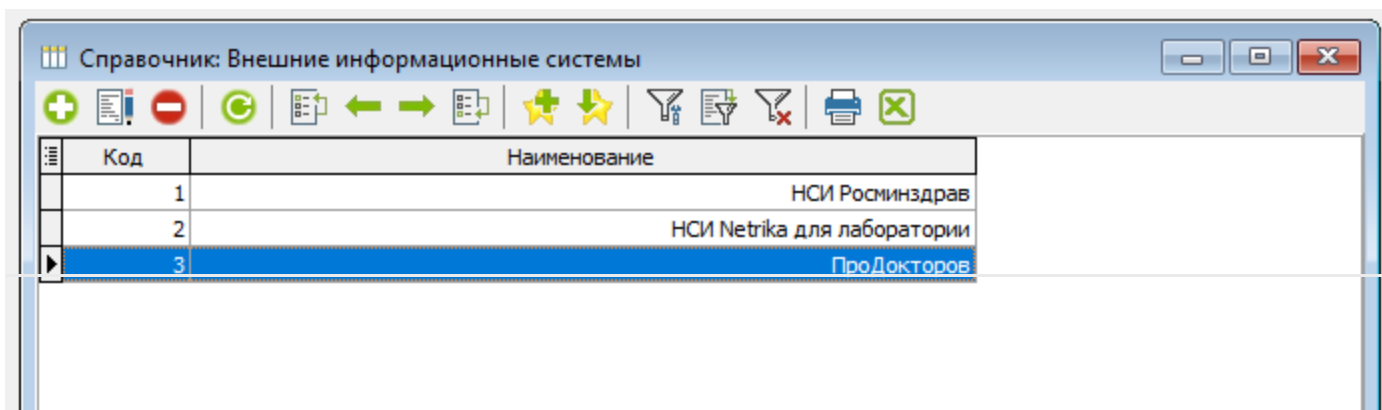 Справочник: Внешние информационные системы
Код Наименование
1 НСИ Росминздрав
2 НСИ Netrika для лаборатории
3 ПроДокторов